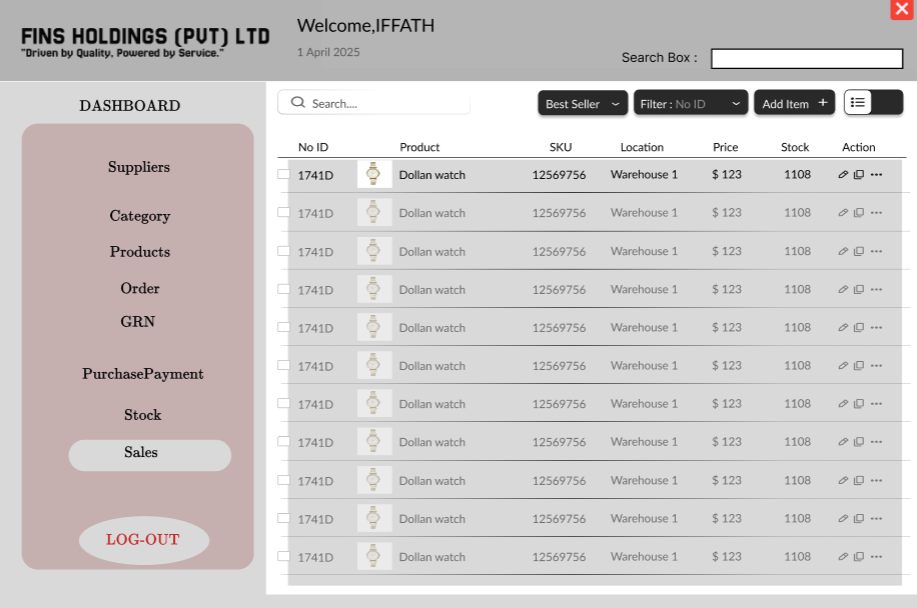 FINS HOLDINGS (PUT) LTD
"Driven by Quality, Powered by Service."
Welcome,IFFATH
1 April 2025
Search Box :
DASHBOARD
Suppliers
Category
Products
Order
GRN
PurchasePayment
Stock
Sales
LOG-OUT
Search....
Best Seller
Filter : No ID
Add Item +
No ID Product SKU Location Price Stock Action
1741D Dollan watch 12569756 Warehouse 1 $ 123 1108
1741D Dollan watch 12569756 Warehouse 1 $ 123 1108
1741D Dollan watch 12569756 Warehouse 1 $ 123 1108
1741D Dollan watch 12569756 Warehouse 1 $ 123 1108
1741D Dollan watch 12569756 Warehouse 1 $ 123 1108
1741D Dollan watch 12569756 Warehouse 1 $ 123 1108
1741D Dollan watch 12569756 Warehouse 1 $ 123 1108
1741D Dollan watch 12569756 Warehouse 1 $ 123 1108
1741D Dollan watch 12569756 Warehouse 1 $ 123 1108
1741D Dollan watch 12569756 Warehouse 1 $ 123 1108
1741D Dollan watch 12569756 Warehouse 1 $ 123 1108